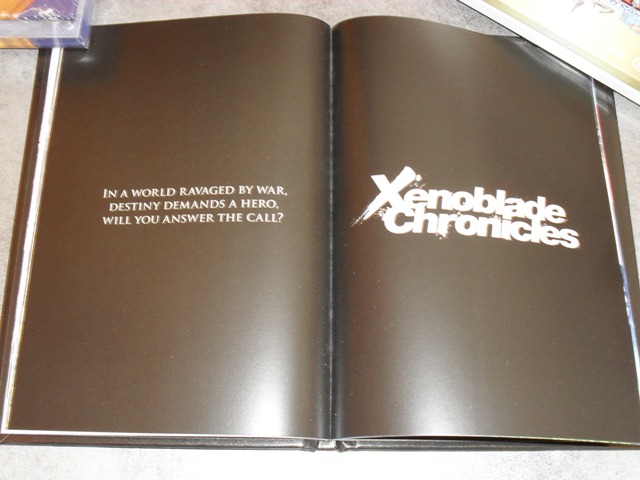 IN A WORLD RAVAGED BY WAR,
DESTINY DEMANDS A HERO,
WILL YOU ANSWER THE CALL?
Xenoblade
Chronicles